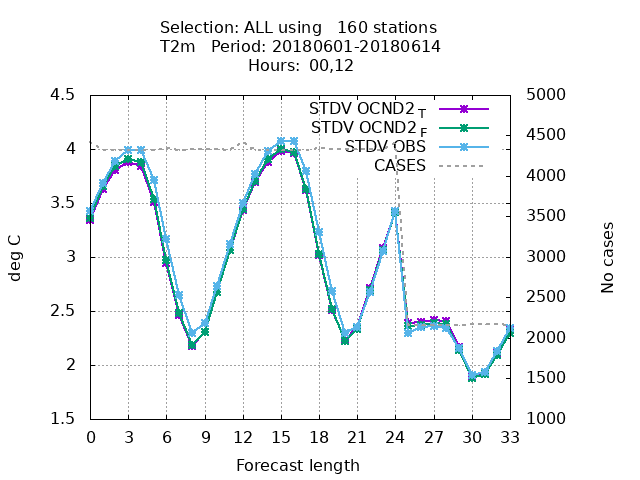 Selection: ALL using   160 stations
T2m   Period: 20180601-20180614
Hours:  00,12
4.5
4
3.5
3
2.5
2
1.5
5000
4500
4000
3500
3000
2500
2000
1500
1000
STDV OCND2 T
STDV OCND2 F
STDV OBS
CASES
deg C
No cases
0 3 6 9 12 15 18 21 24 27 30 33
Forecast length